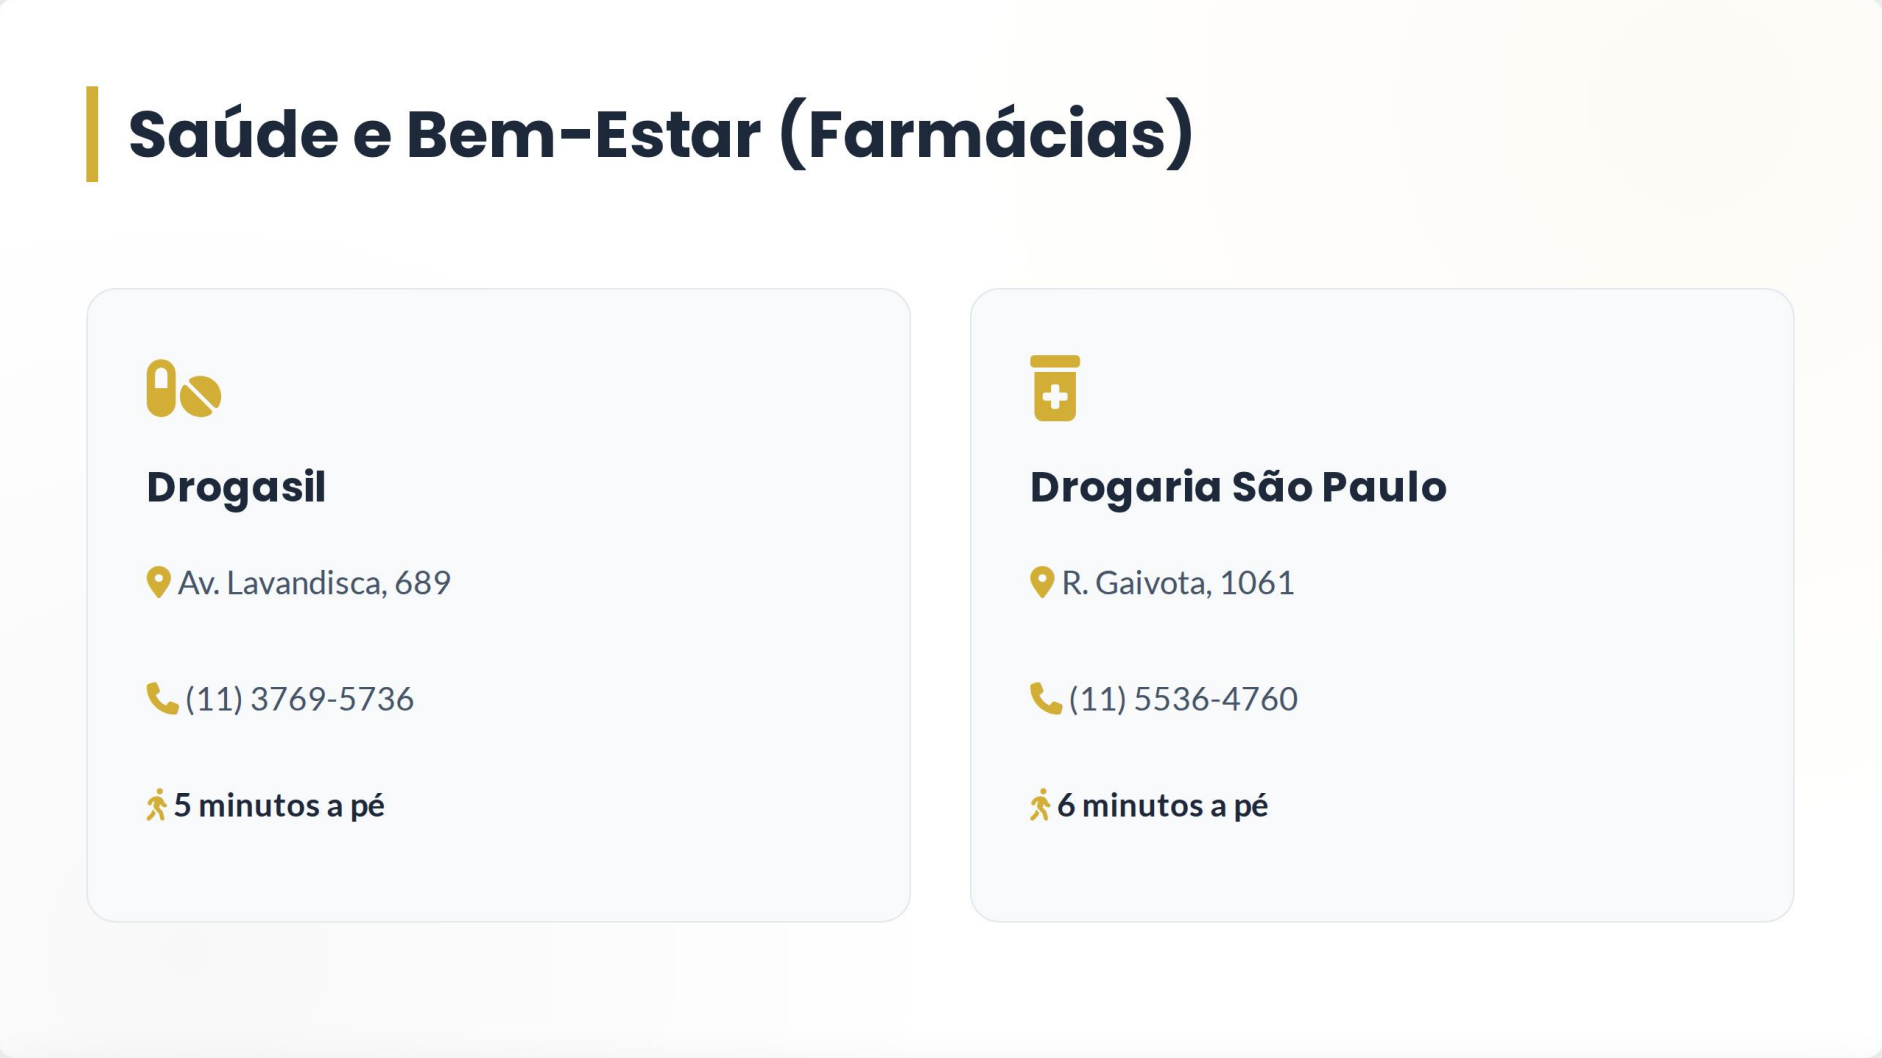 Saúde e Bem-Estar (Farmácias)
Drogasil
Av. Lavandisca, 689
(11) 3769-5736
5 minutos a pé
Drogaria São Paulo
R. Gaivota, 1061
(11) 5536-4760
6 minutos a pé